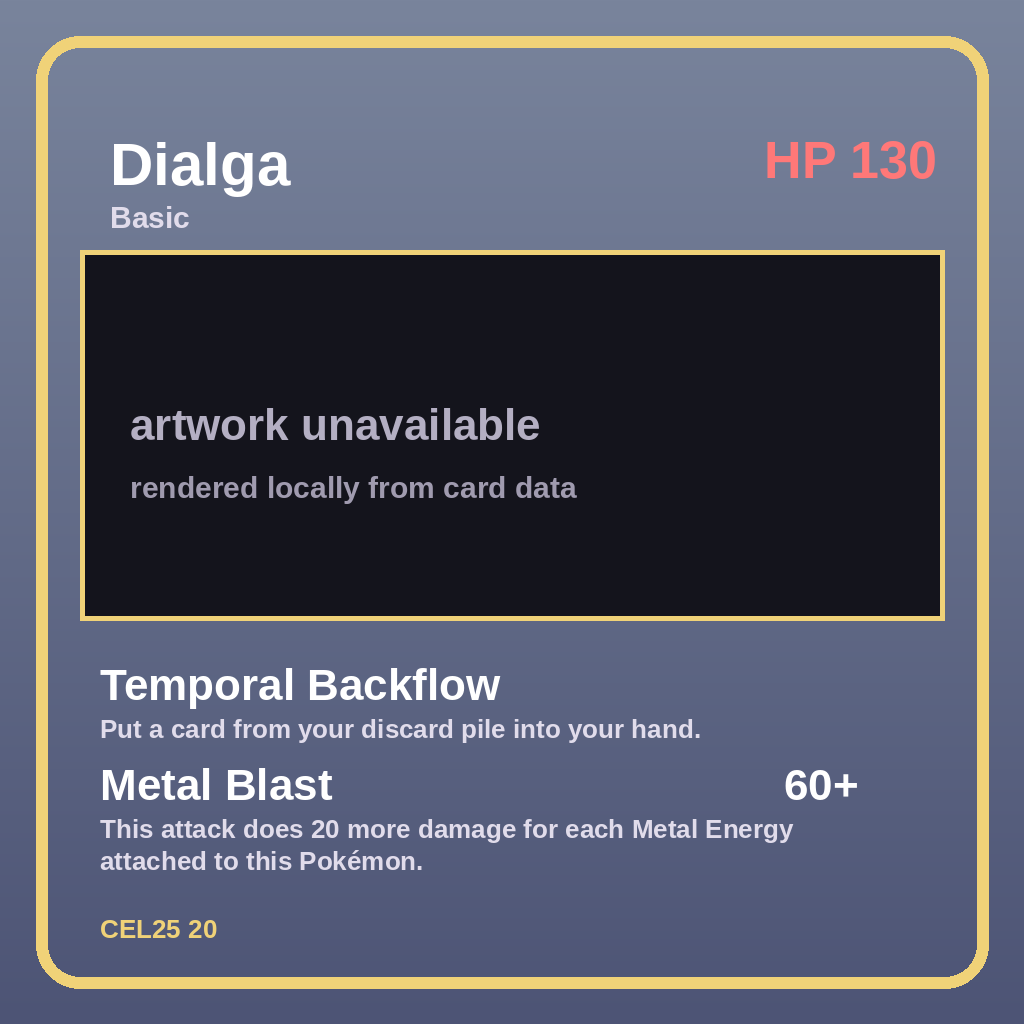 Dialga
HP 130
Basic
artwork unavailable
rendered locally from card data
Temporal Backflow
Put a card from your discard pile into your hand.
Metal Blast
60+
This attack does 20 more damage for each Metal Energy
attached to this Pokémon.
CEL25 20